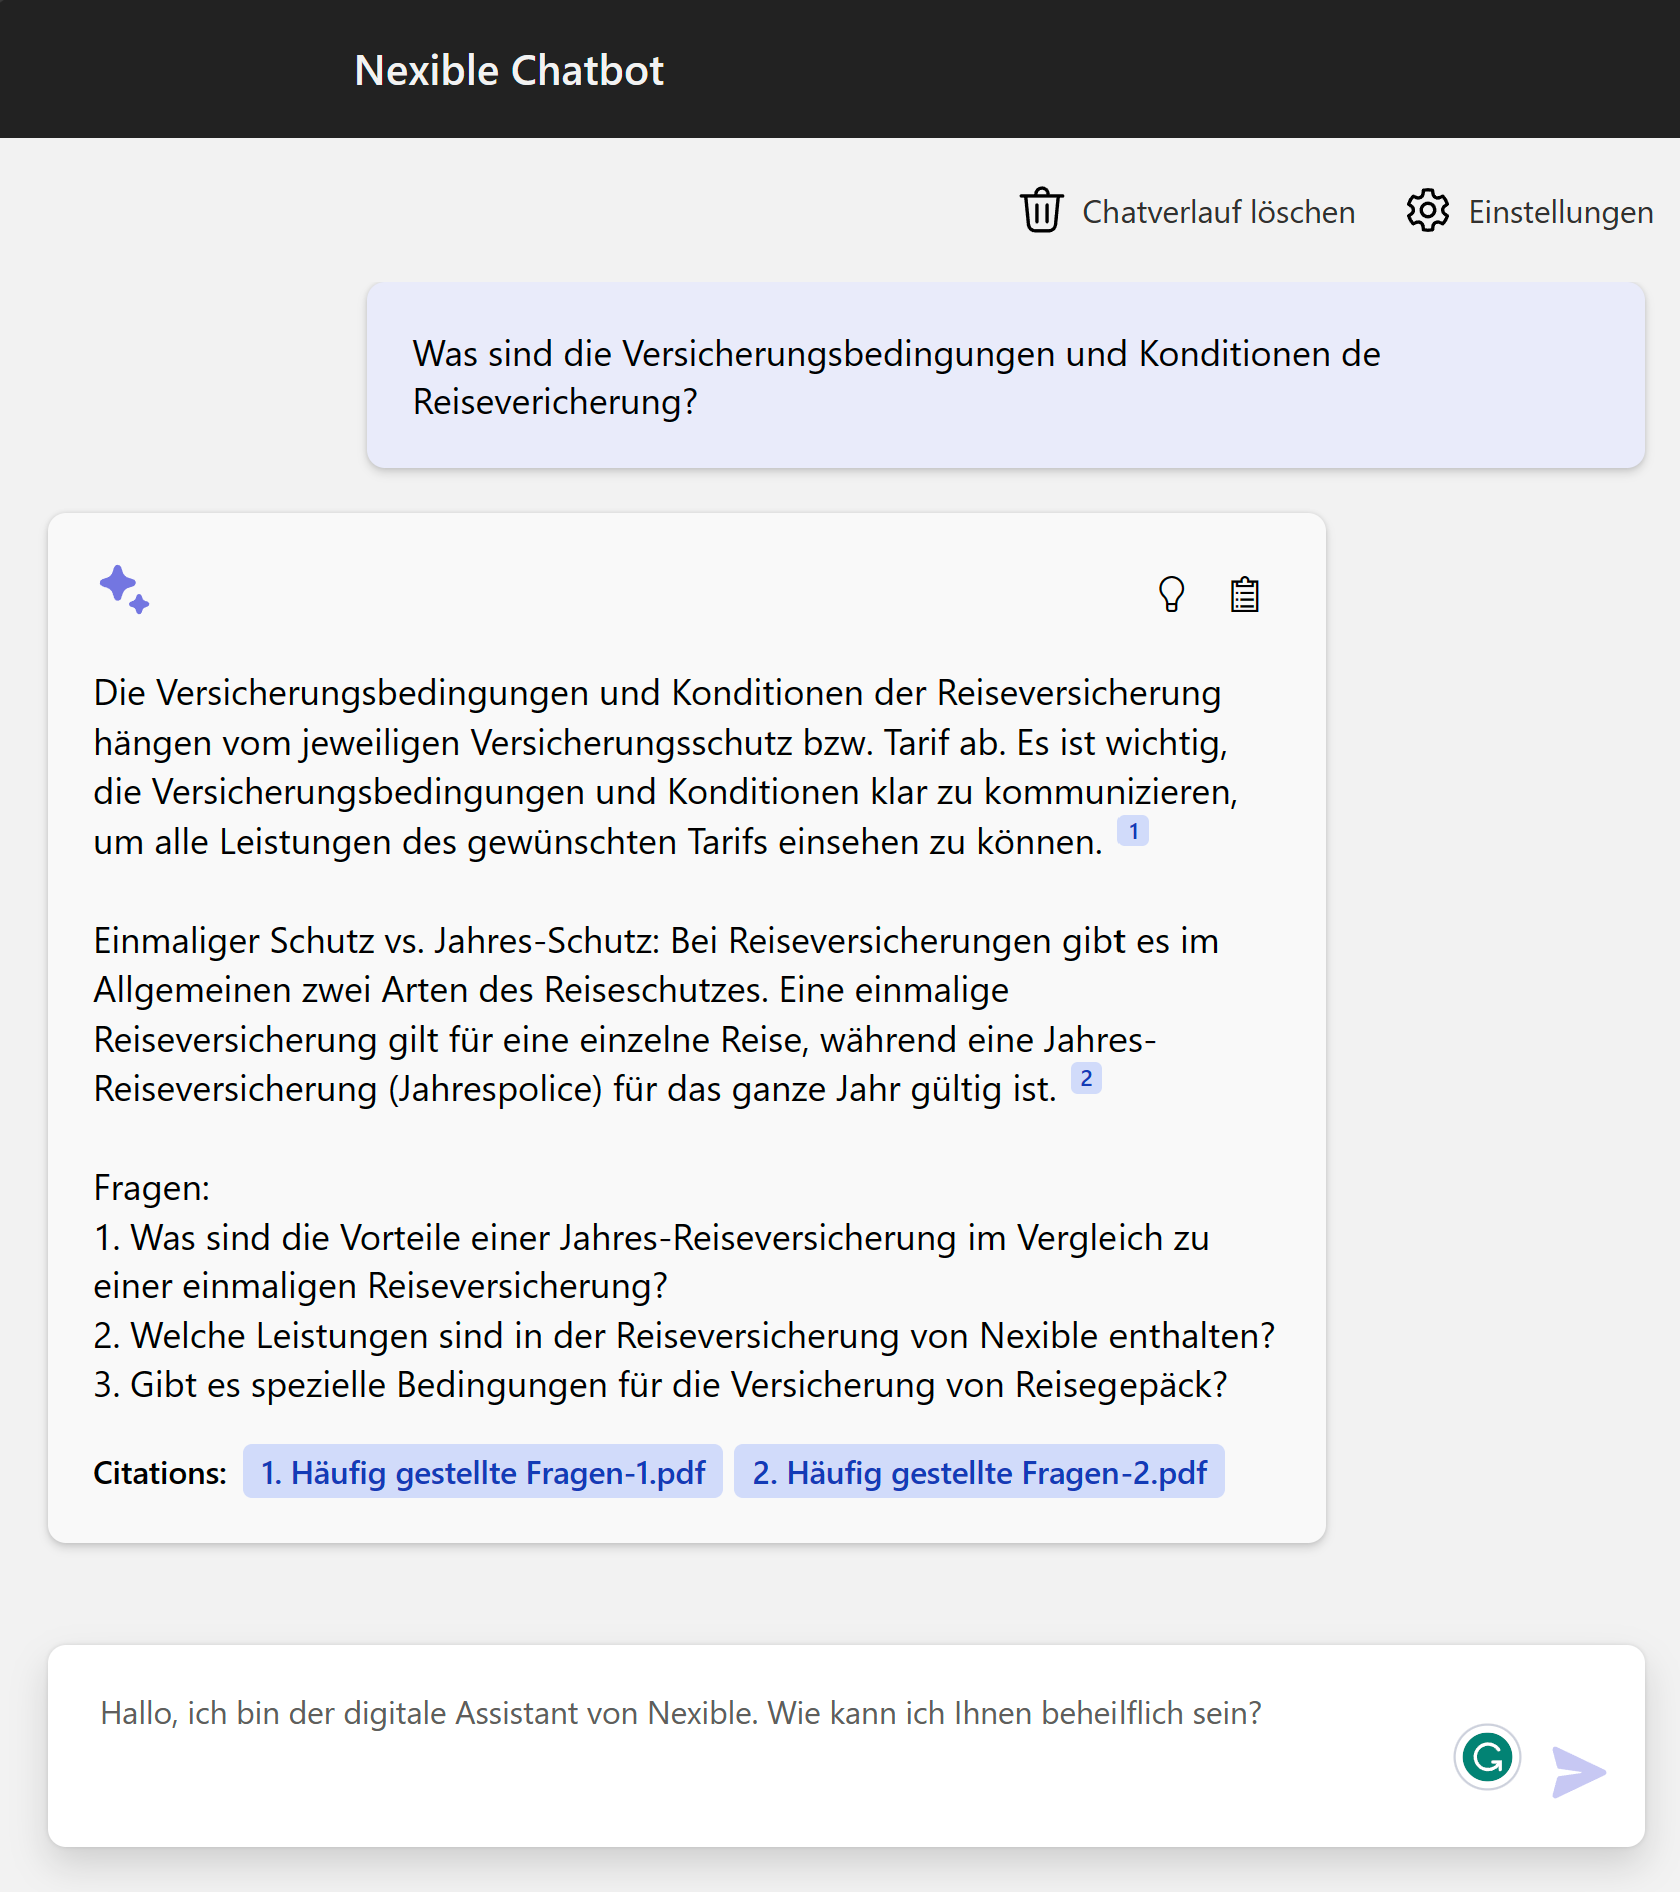 Nexible Chatbot
Chatverlauf löschen
Einstellungen
Was sind die Versicherungsbedingungen und Konditionen de
Reiseverichrung?
Die Versicherungsbedingungen und Konditionen der Reiseversicherung
hängen vom jeweiligen Versicherungsschutz bzw. Tarif ab. Es ist wichtig,
die Versicherungsbedingungen und Konditionen klar zu kommunizieren,
um alle Leistungen des gewünschten Tarifs einsehen zu können. 1
Einmaliger Schutz vs. Jahres-Schutz: Bei Reiseversicherungen gibt es im
Allgemeinen zwei Arten des Reiseschutzes. Eine einmalige
Reiseversicherung gilt für eine einzelne Reise, während eine Jahres-
Reiseversicherung (Jahrespolice) für das ganze Jahr gültig ist. 2
Fragen:
1. Was sind die Vorteile einer Jahres-Reiseversicherung im Vergleich zu
einer einmaligen Reiseversicherung?
2. Welche Leistungen sind in der Reiseversicherung von Nexible enthalten?
3. Gibt es spezielle Bedingungen für die Versicherung von Reisegepäck?
Citations: 1. Häufig gestellte Fragen-1.pdf 2. Häufig gestellte Fragen-2.pdf
Hallo, ich bin der digitale Assistant von Nexible. Wie kann ich Ihnen beheilflich sein?